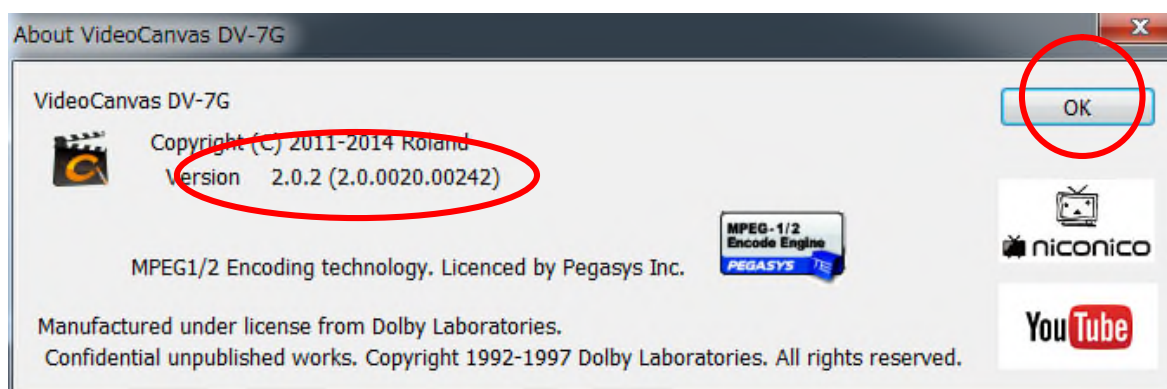 About VideoCanvas DV-7G
VideoCanvas DV-7G
OK
Copyright (C) 2011-2014 Roland
Version 2.0.2 (2.0.0020.00242)
MPEG-1/2
Encode Engine
PEGASYS
niconico
MPEG1/2 Encoding technology. Licenced by Pegasys Inc.
Manufactured under license from Dolby Laboratories.
YouTube
Confidential unpublished works. Copyright 1992-1997 Dolby Laboratories. All rights reserved.